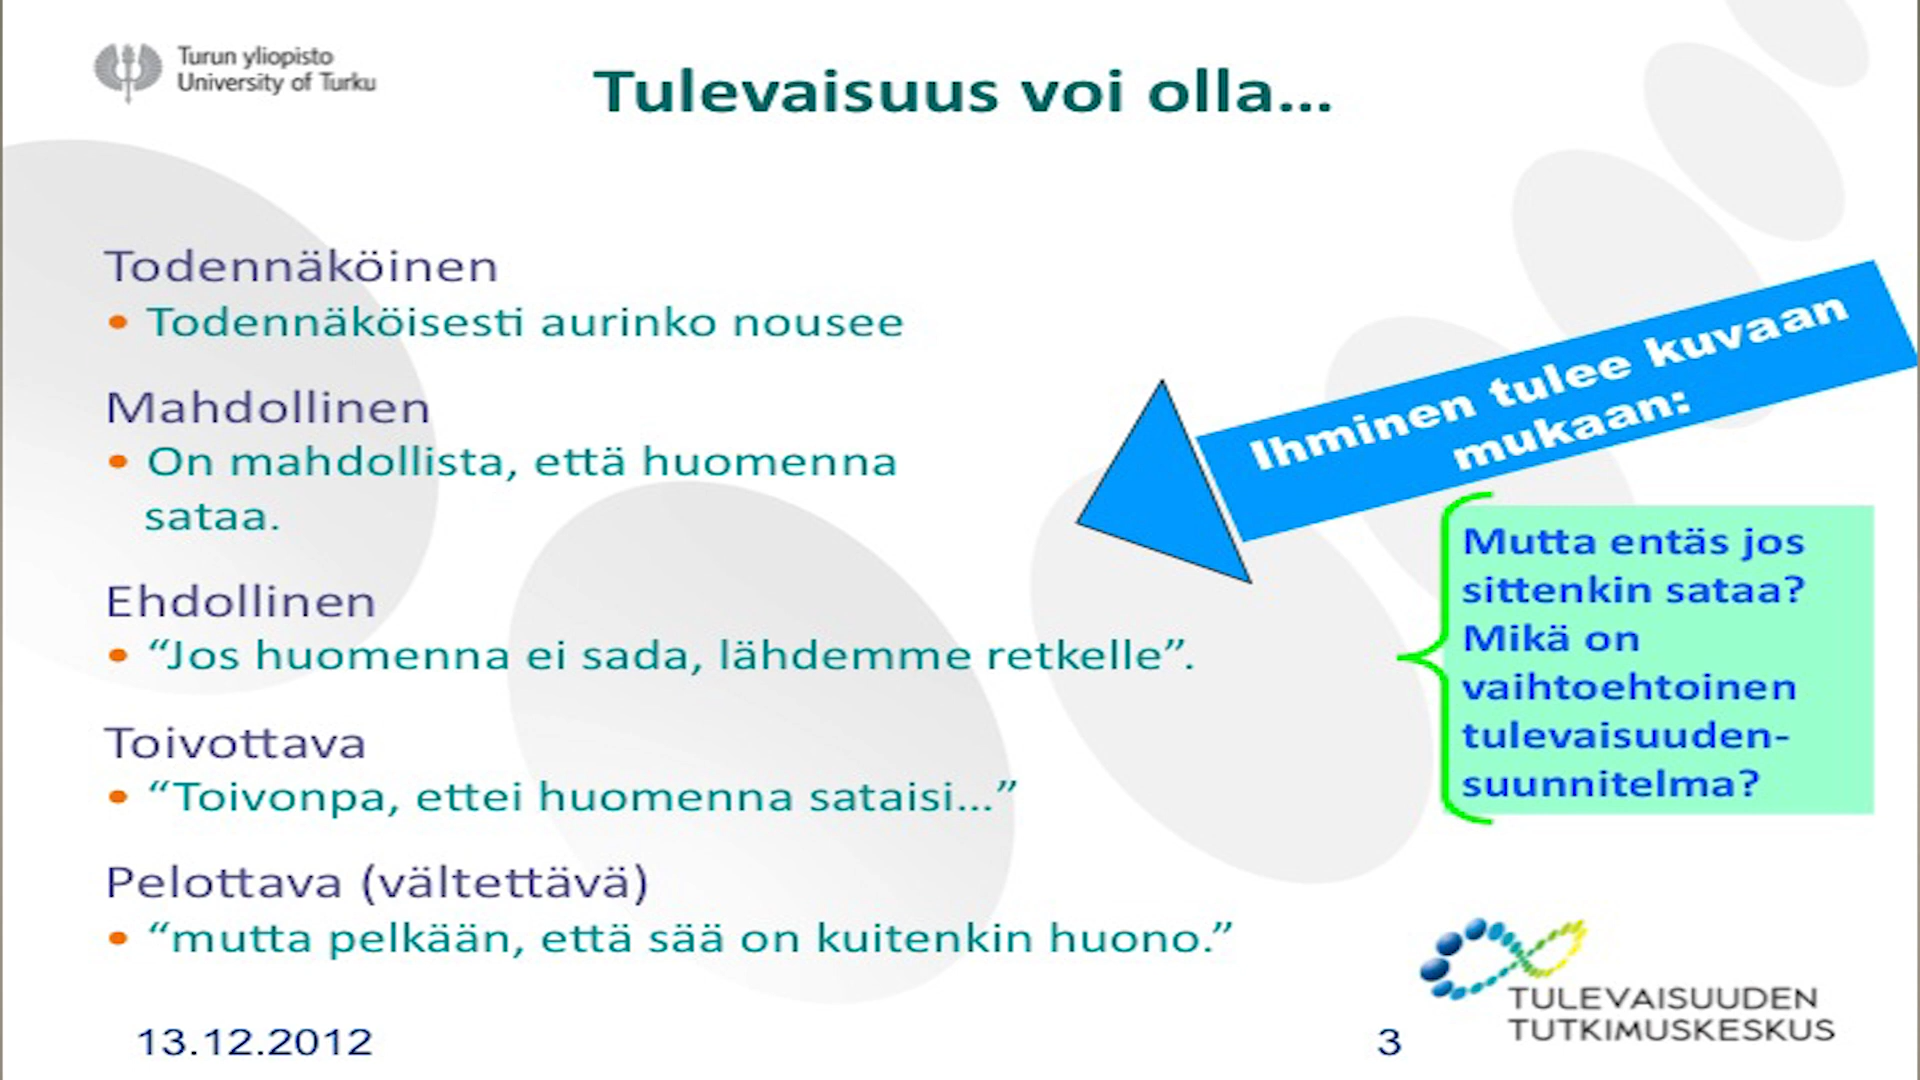 Turun yliopisto
University of Turku
Tulevaisuus voi olla...
Todennäköinen
• Todennäköisesti aurinko nousee
Mahdollinen
• On mahdollista, että huomenna
sataa.
Ehdollinen
• “Jos huomenna ei sada, lähdemme retkelle”.
Toivottava
• “Toivonpa, ettei huomenna sataisi...”
Pelottava (vältettävä)
• “mutta pelkään, että sää on kuitenkin huono.”
Ihminen tulee kuvaan
mukaan:
Mutta entäs jos
sittenkin sataa?
Mikä on
vaihtoehtoinen
tulevaisuuden-
suunnitelma?
13.12.2012
3
TULEVAISUUDEN
TUTKIMUSKESKUS